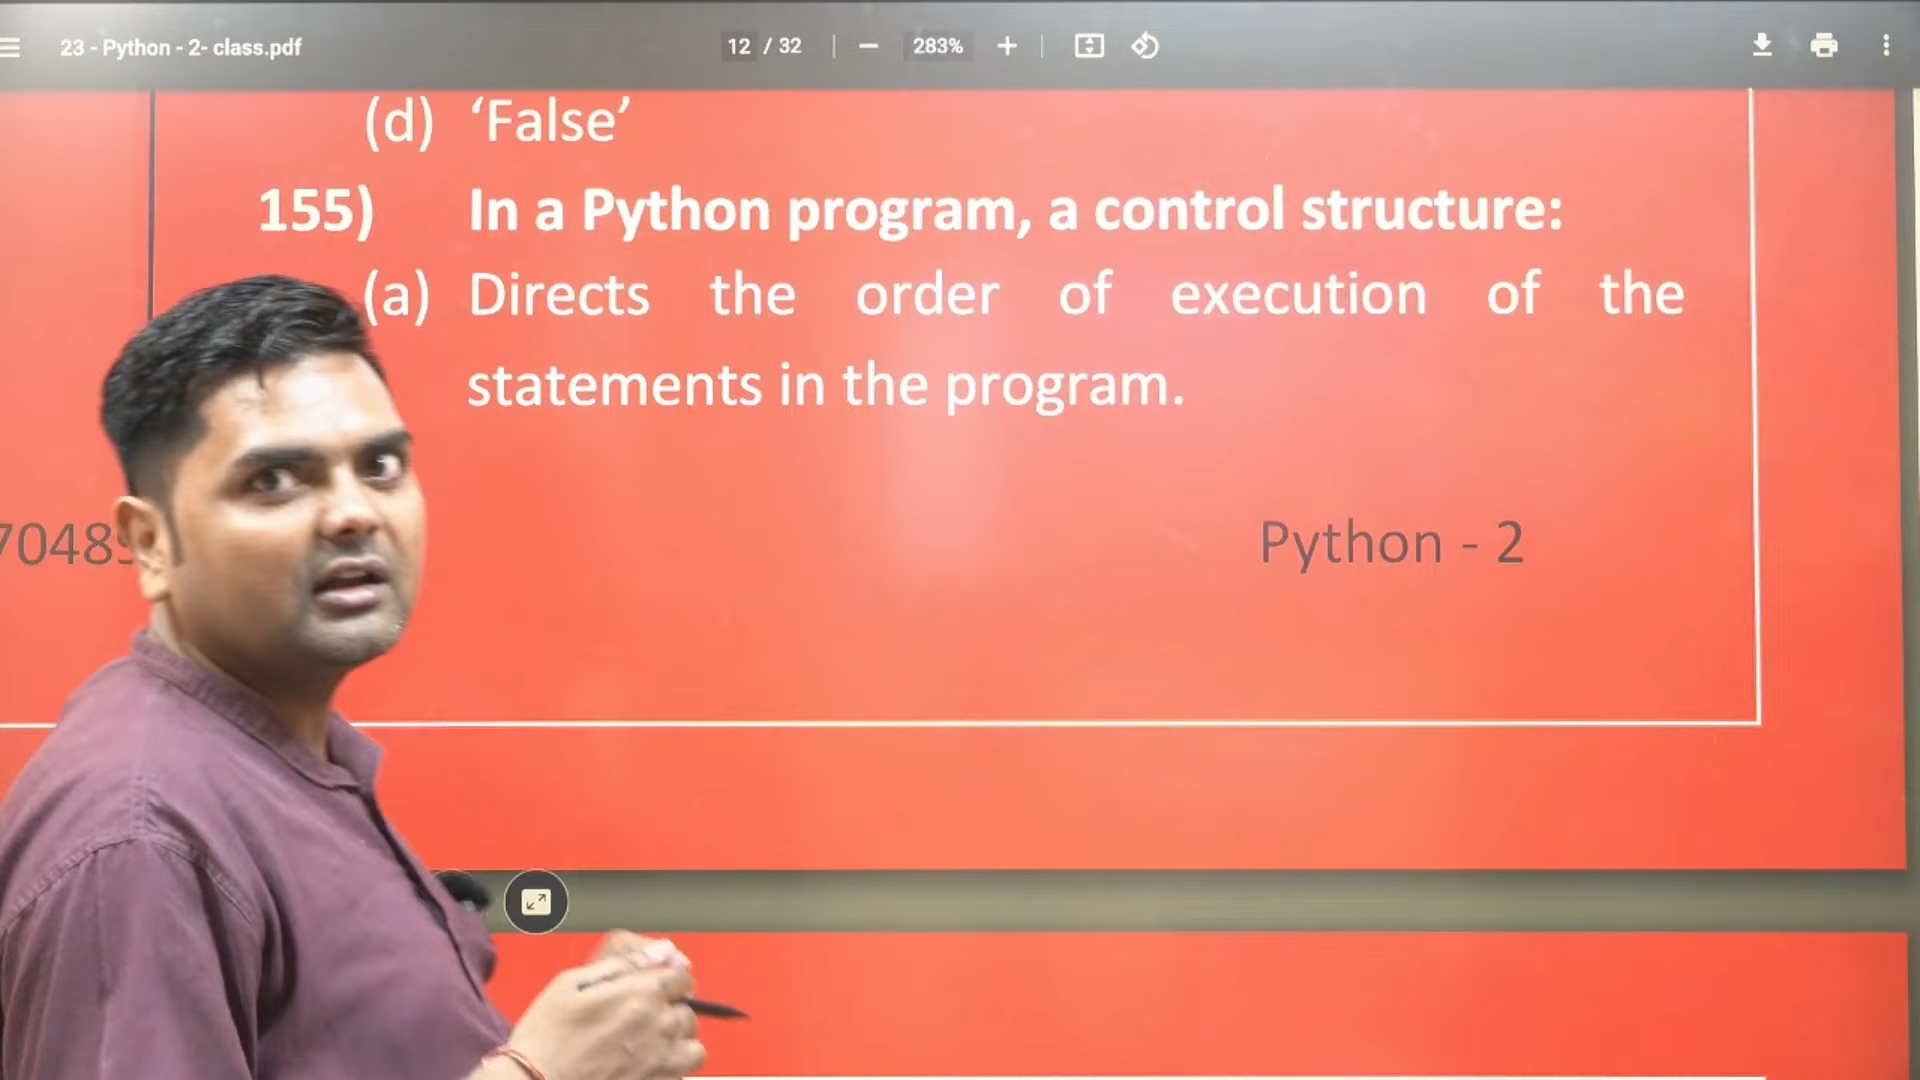 23 - Python - 2- class.pdf
12 / 32
283%
(d) ‘False’
155) In a Python program, a control structure:
(a) Directs the order of execution of the
statements in the program.
Python - 2